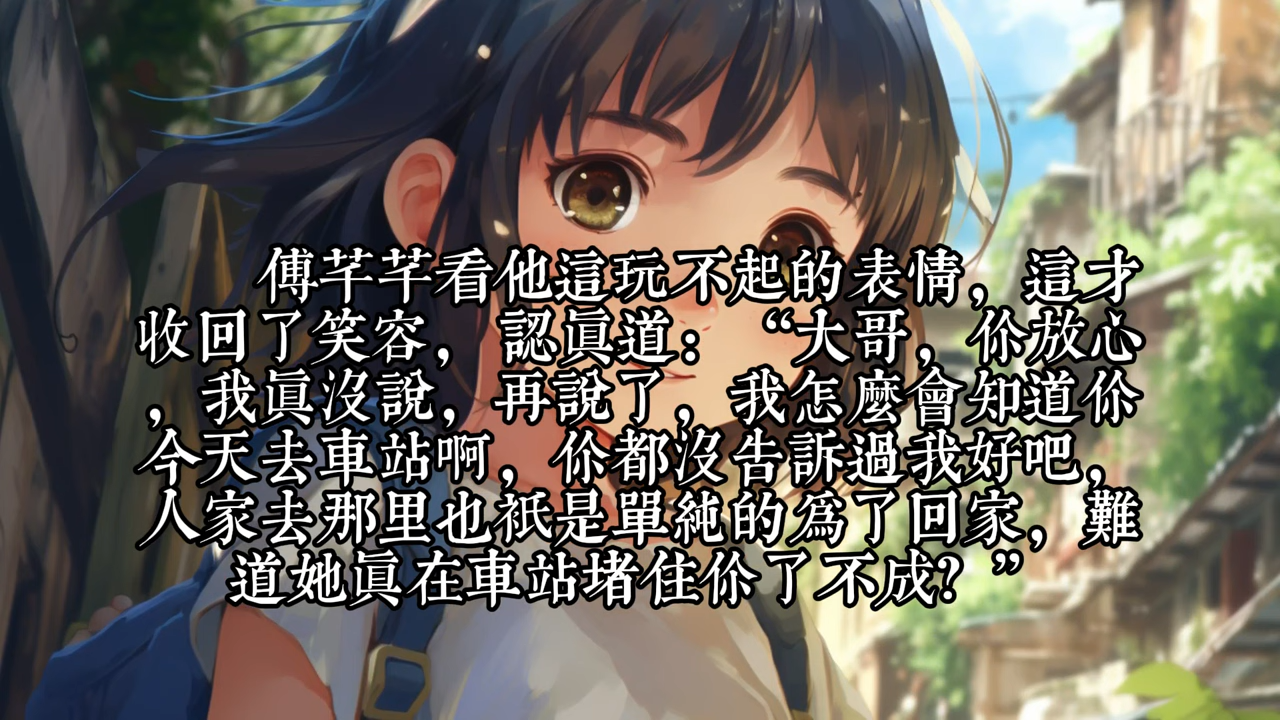 傅芊芊看他這玩不起的表情，這才
收回了笑容，認眞道：“大哥，你放心
，我眞沒說，再說了，我怎麼會知道你
今天去車站啊，你都沒告訴過我好吧，
人家去那里也衹是單純的爲了回家，難
道她眞在車站堵住你了不成？”